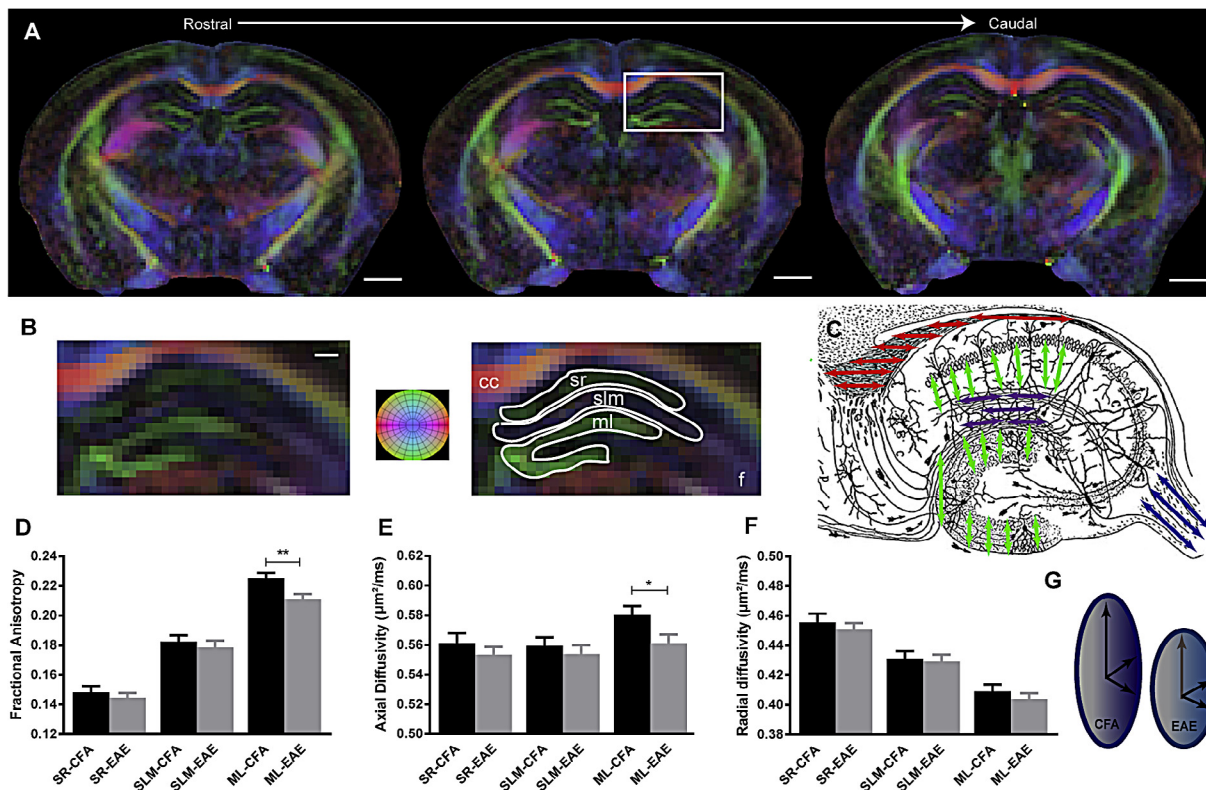 A
Rostral
Caudal
B
cc
sr
slm
ml
f
C
D
Fractional Anisotropy
0.24
0.22
0.20
0.18
0.16
0.14
0.12
**
SR-CFA
SR-EAE
SLM-CFA
SLM-EAE
ML-CFA
ML-EAE
E
Axial Diffusivity (µm²/ms)
0.62
0.60
0.58
0.56
0.54
0.52
0.50
*
SR-CFA
SR-EAE
SLM-CFA
SLM-EAE
ML-CFA
ML-EAE
F
Radial diffusivity (µm²/ms)
0.50
0.48
0.46
0.44
0.42
0.40
0.38
SR-CFA
SR-EAE
SLM-CFA
SLM-EAE
ML-CFA
ML-EAE
G
CFA
EAE